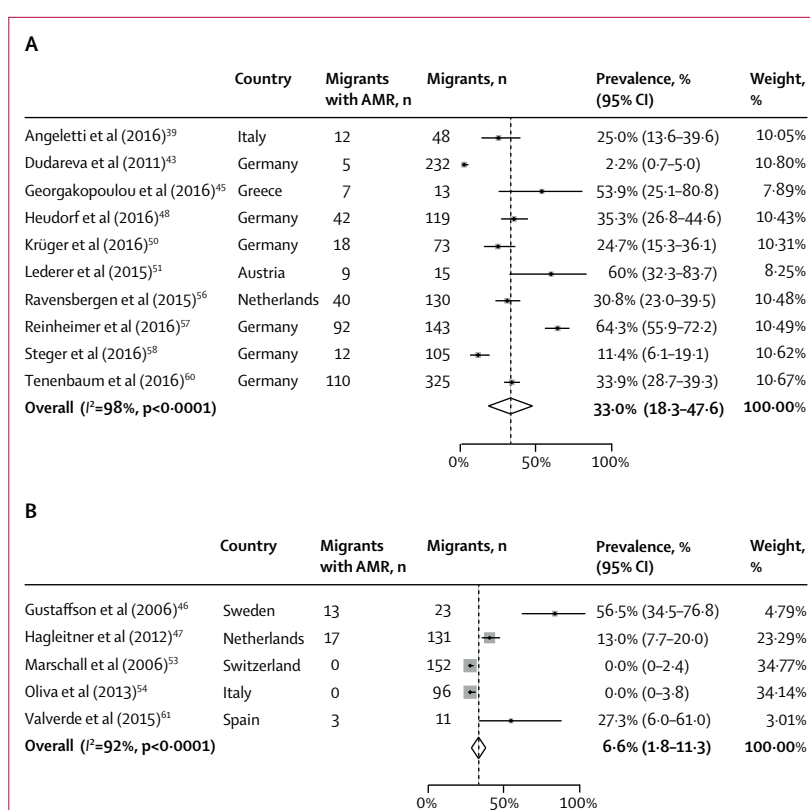 A
Country Migrants with AMR, n Migrants, n Prevalence, % (95% CI) Weight, %
Angeletti et al (2016)³⁹ Italy 12 48 25·0% (13·6–39·6) 10·05%
Dudareva et al (2011)⁴³ Germany 5 232 2·2% (0·7–5·0) 10·80%
Georgakopoulou et al (2016)⁴⁵ Greece 7 13 53·9% (25·1–80·8) 7·89%
Heudorf et al (2016)⁴⁸ Germany 42 119 35·3% (26·8–44·6) 10·43%
Krüger et al (2016)⁵⁰ Germany 18 73 24·7% (15·3–36·1) 10·31%
Lederer et al (2015)⁵¹ Austria 9 15 60% (32·3–83·7) 8·25%
Ravensbergen et al (2015)⁵⁶ Netherlands 40 130 30·8% (23·0–39·5) 10·48%
Reinheimer et al (2016)⁵⁷ Germany 92 143 64·3% (55·9–72·2) 10·49%
Steger et al (2016)⁵⁸ Germany 12 105 11·4% (6·1–19·1) 10·62%
Tenenbaum et al (2016)⁶⁰ Germany 110 325 33·9% (28·7–39·3) 10·67%
Overall (I²=98%, p<0·0001) 33·0% (18·3–47·6) 100·00%
0% 50% 100%
B
Country Migrants with AMR, n Migrants, n Prevalence, % (95% CI) Weight, %
Gustaffson et al (2006)⁴⁶ Sweden 13 23 56·5% (34·5–76·8) 4·79%
Hagleitner et al (2012)⁴⁷ Netherlands 17 131 13·0% (7·7–20·0) 23·29%
Marschall et al (2006)⁵³ Switzerland 0 152 0·0% (0–2·4) 34·77%
Oliva et al (2013)⁵⁴ Italy 0 96 0·0% (0–3·8) 34·14%
Valverde et al (2015)⁶¹ Spain 3 11 27·3% (6·0–61·0) 3·01%
Overall (I²=92%, p<0·0001) 6·6% (1·8–11·3) 100·00%
0% 50% 100%